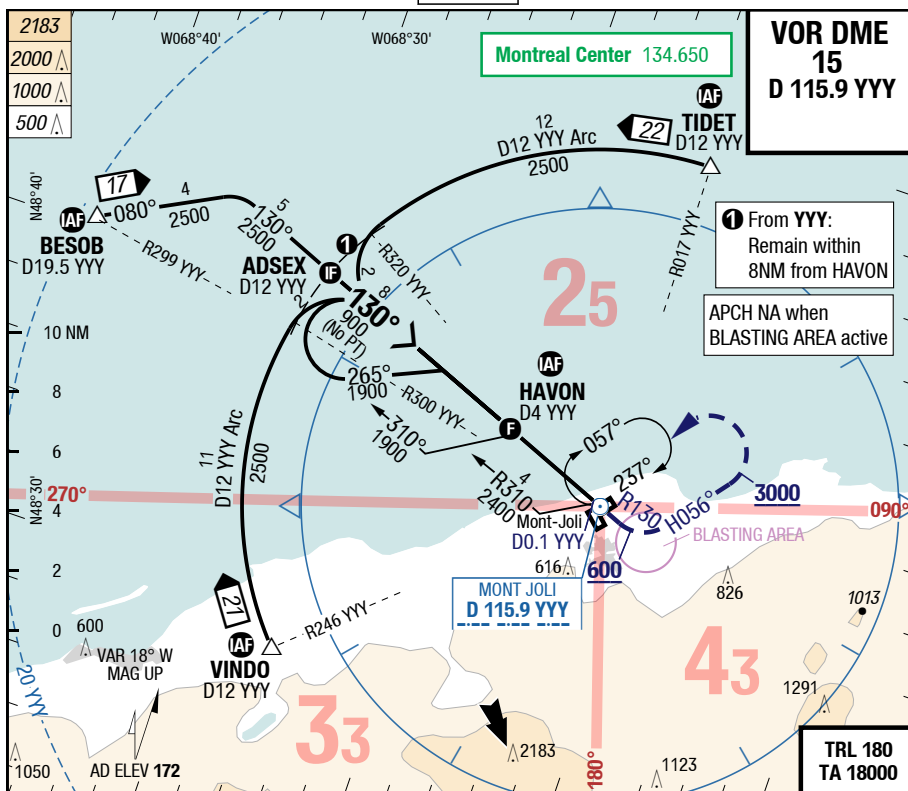 2183
2000
1000
500
W068°40'
W068°30'
Montreal Center 134.650
VOR DME
15
D 115.9 YYY
IAF
TIDET
D12 YYY
22
12
D12 YYY Arc
2500
N48°40'
17
IAF
BESOB
D19.5 YYY
080°
4
2500
5
130°
2500
R299 YYY
ADSEX
D12 YYY
IF
1
R320 YYY
R017 YYY
1 From YYY:
Remain within
8NM from HAVON
APCH NA when
BLASTING AREA active
25
2
2
8
130°
900
(No PT)
265°
1900
R300 YYY
310°
1900
IAF
HAVON
D4 YYY
F
10 NM
8
6
4
2
0
N48°30'
11
D12 YYY Arc
2500
270°
090°
180°
4
R310
2400
057°
237°
R130
H056°
3000
Mont-Joli
D0.1 YYY
600
BLASTING AREA
616
826
1013
MONT JOLI
D 115.9 YYY
21
IAF
VINDO
D12 YYY
R246 YYY
600
VAR 18° W
MAG UP
20 YYY
33
43
1291
2183
1123
1050
AD ELEV 172
TRL 180
TA 18000